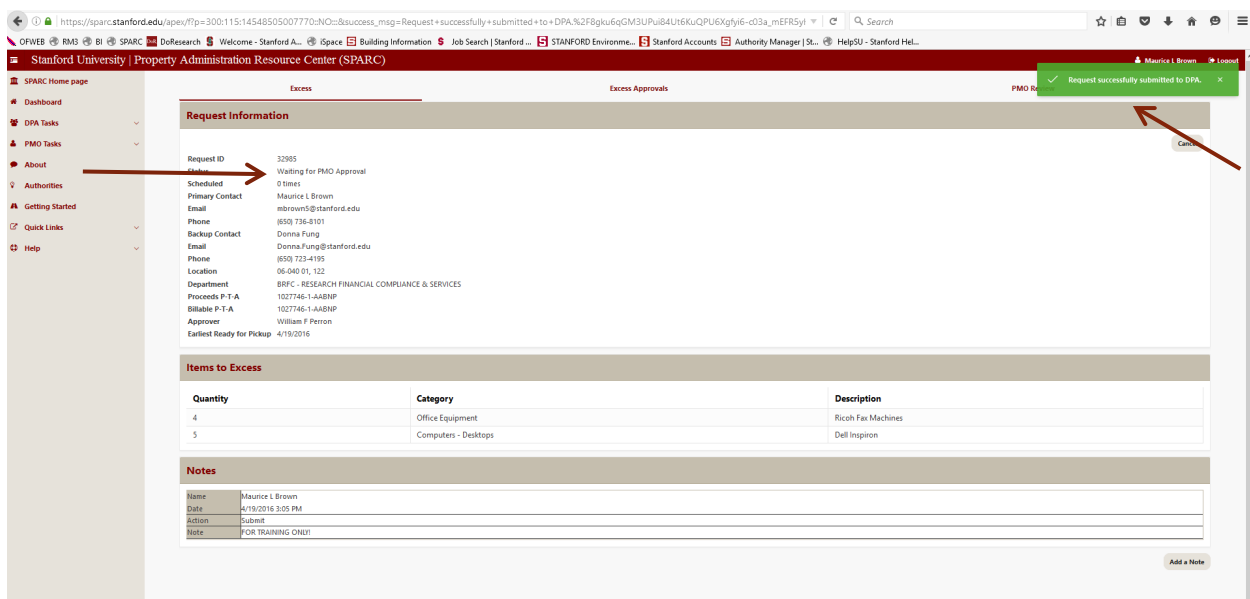 https://sparc.stanford.edu/apex/f?p=300:115:14548505007770::NO:::&success_msg=Request+successfully+submitted+to+DPA.%2F8gku6qGM3UPui84Ut6KuQPU6Xgfyi6-c03a_mEFR5yH
Search
OFWEB RM3 BI SPARC DoResearch Welcome - Stanford A... iSpace Building Information Job Search | Stanford ... STANFORD Environme... Stanford Accounts Authority Manager | St... HelpSU - Stanford Hel...
Stanford University | Property Administration Resource Center (SPARC)
Maurice L Brown Logout
Request successfully submitted to DPA. ×
SPARC Home page
Dashboard
DPA Tasks
PMO Tasks
About
Authorities
Getting Started
Quick Links
Help
Excess Excess Approvals PMO Review
Request Information
Cancel
Request ID 32985
Status Waiting for PMO Approval
Scheduled 0 times
Primary Contact Maurice L Brown
Email mbrown5@stanford.edu
Phone (650) 736-8101
Backup Contact Donna Fung
Email Donna.Fung@stanford.edu
Phone (650) 723-4195
Location 06-040 01, 122
Department BRFC - RESEARCH FINANCIAL COMPLIANCE & SERVICES
Proceeds P-T-A 1027746-1-AABNP
Billable P-T-A 1027746-1-AABNP
Approver William F Perron
Earliest Ready for Pickup 4/19/2016
Items to Excess
Quantity Category Description
4 Office Equipment Ricoh Fax Machines
5 Computers - Desktops Dell Inspiron
Notes
Name Maurice L Brown
Date 4/19/2016 3:05 PM
Action Submit
Note FOR TRAINING ONLY!
Add a Note